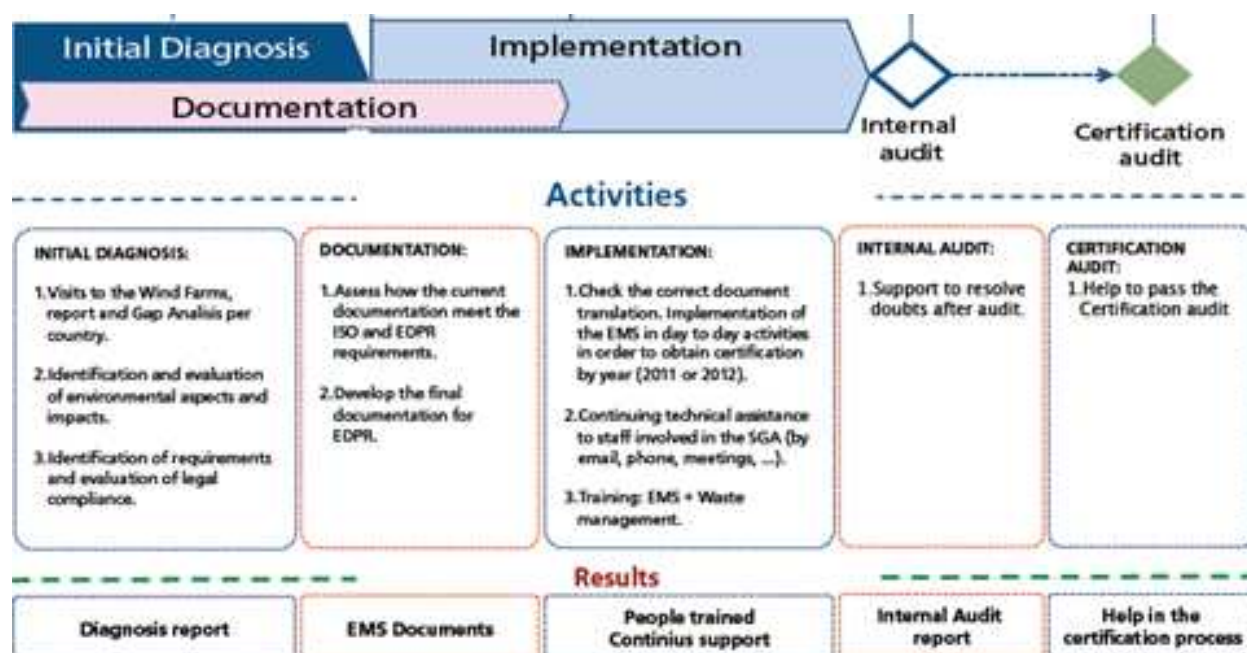 Initial Diagnosis
Implementation
Documentation
Internal
audit
Certification
audit
Activities
INITIAL DIAGNOSIS:
1.Visits to the Wind Farms,
report and Gap Analisis per
country.
2.Identification and evaluation
of environmental aspects and
impacts.
3.Identification of requirements
and evaluation of legal
compliance.
DOCUMENTATION:
1.Assess how the current
documentation meet the
ISO and EDPR
requirements.
2.Develop the final
documentation for
EDPR.
IMPLEMENTATION:
1.Check the correct document
translation. Implementation of
the EMS in day to day activities
in order to obtain certification
by year (2011 or 2012).
2.Continuing technical assistance
to staff involved in the SGA (by
email, phone, meetings, ...).
3.Training: EMS + Waste
management.
INTERNAL AUDIT:
1.Support to resolve
doubts after audit.
CERTIFICATION
AUDIT:
1.Help to pass the
Certification audit
Results
Diagnosis report
EMS Documents
People trained
Continius support
Internal Audit
report
Help in the
certification process